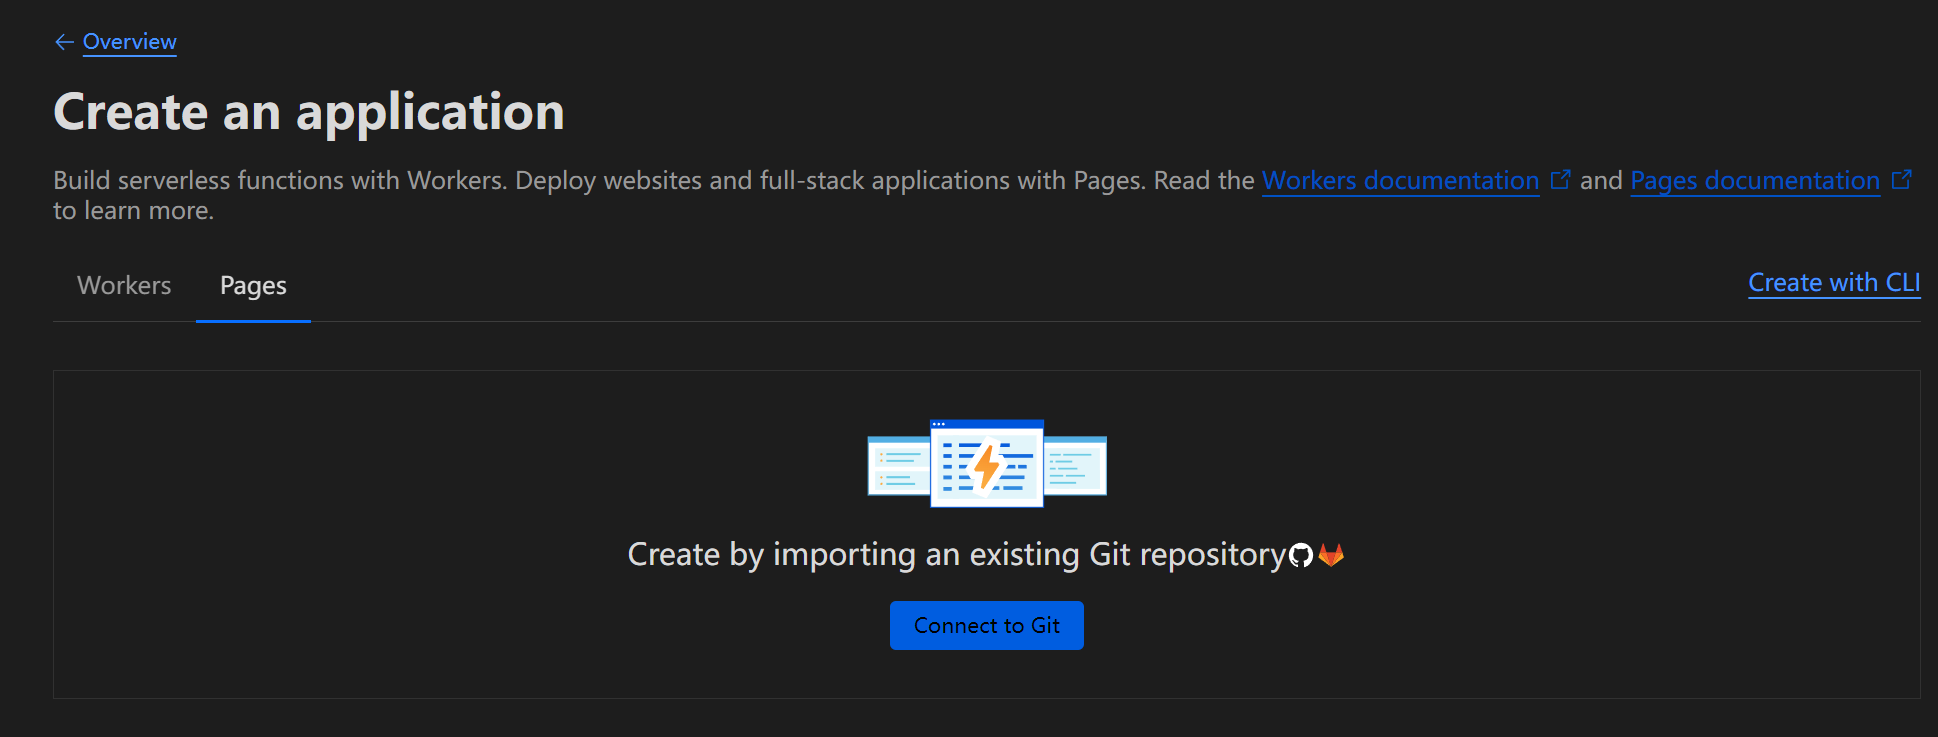 ← Overview
Create an application
Build serverless functions with Workers. Deploy websites and full-stack applications with Pages. Read the Workers documentation and Pages documentation
to learn more.
Workers Pages Create with CLI
Create by importing an existing Git repository
Connect to Git